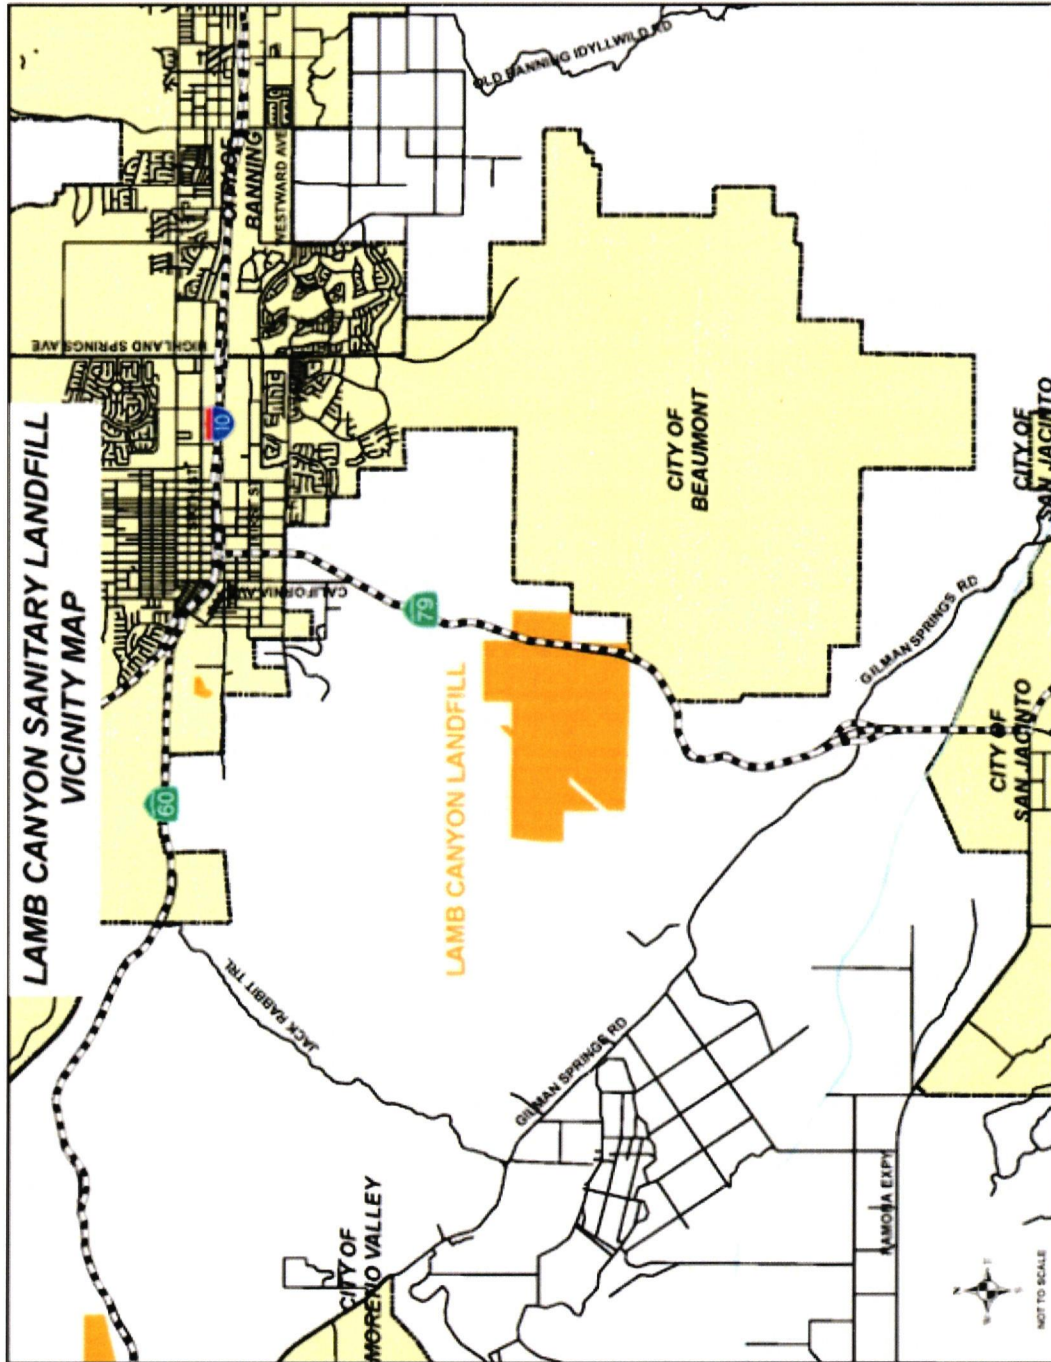 LAMB CANYON SANITARY LANDFILL
VICINITY MAP
60
10
79
CITY OF
BANNING
WESTWARD AVE
OLD BANNING IDYLLWILD RD
HIGHLAND SPRINGS AVE
CALIFORNIA AVE
LAMB CANYON LANDFILL
CITY OF
BEAUMONT
JACK RABBIT TRL
GILMAN SPRINGS RD
GILMAN SPRINGS RD
CITY OF
SAN JACINTO
CITY OF
SAN JACINTO
CITY OF
MORENO VALLEY
RAMONA EXPY
N
E
S
W
NOT TO SCALE